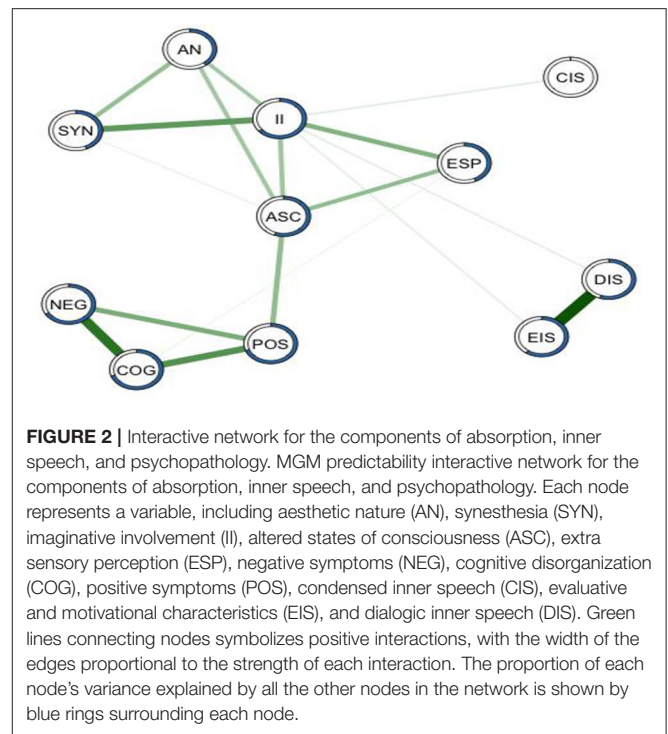 AN
CIS
II
SYN
ESP
ASC
DIS
NEG
EIS
POS
COG
FIGURE 2 | Interactive network for the components of absorption, inner
speech, and psychopathology. MGM predictability interactive network for the
components of absorption, inner speech, and psychopathology. Each node
represents a variable, including aesthetic nature (AN), synesthesia (SYN),
imaginative involvement (II), altered states of consciousness (ASC), extra
sensory perception (ESP), negative symptoms (NEG), cognitive disorganization
(COG), positive symptoms (POS), condensed inner speech (CIS), evaluative
and motivational characteristics (EIS), and dialogic inner speech (DIS). Green
lines connecting nodes symbolizes positive interactions, with the width of the
edges proportional to the strength of each interaction. The proportion of each
node's variance explained by all the other nodes in the network is shown by
blue rings surrounding each node.